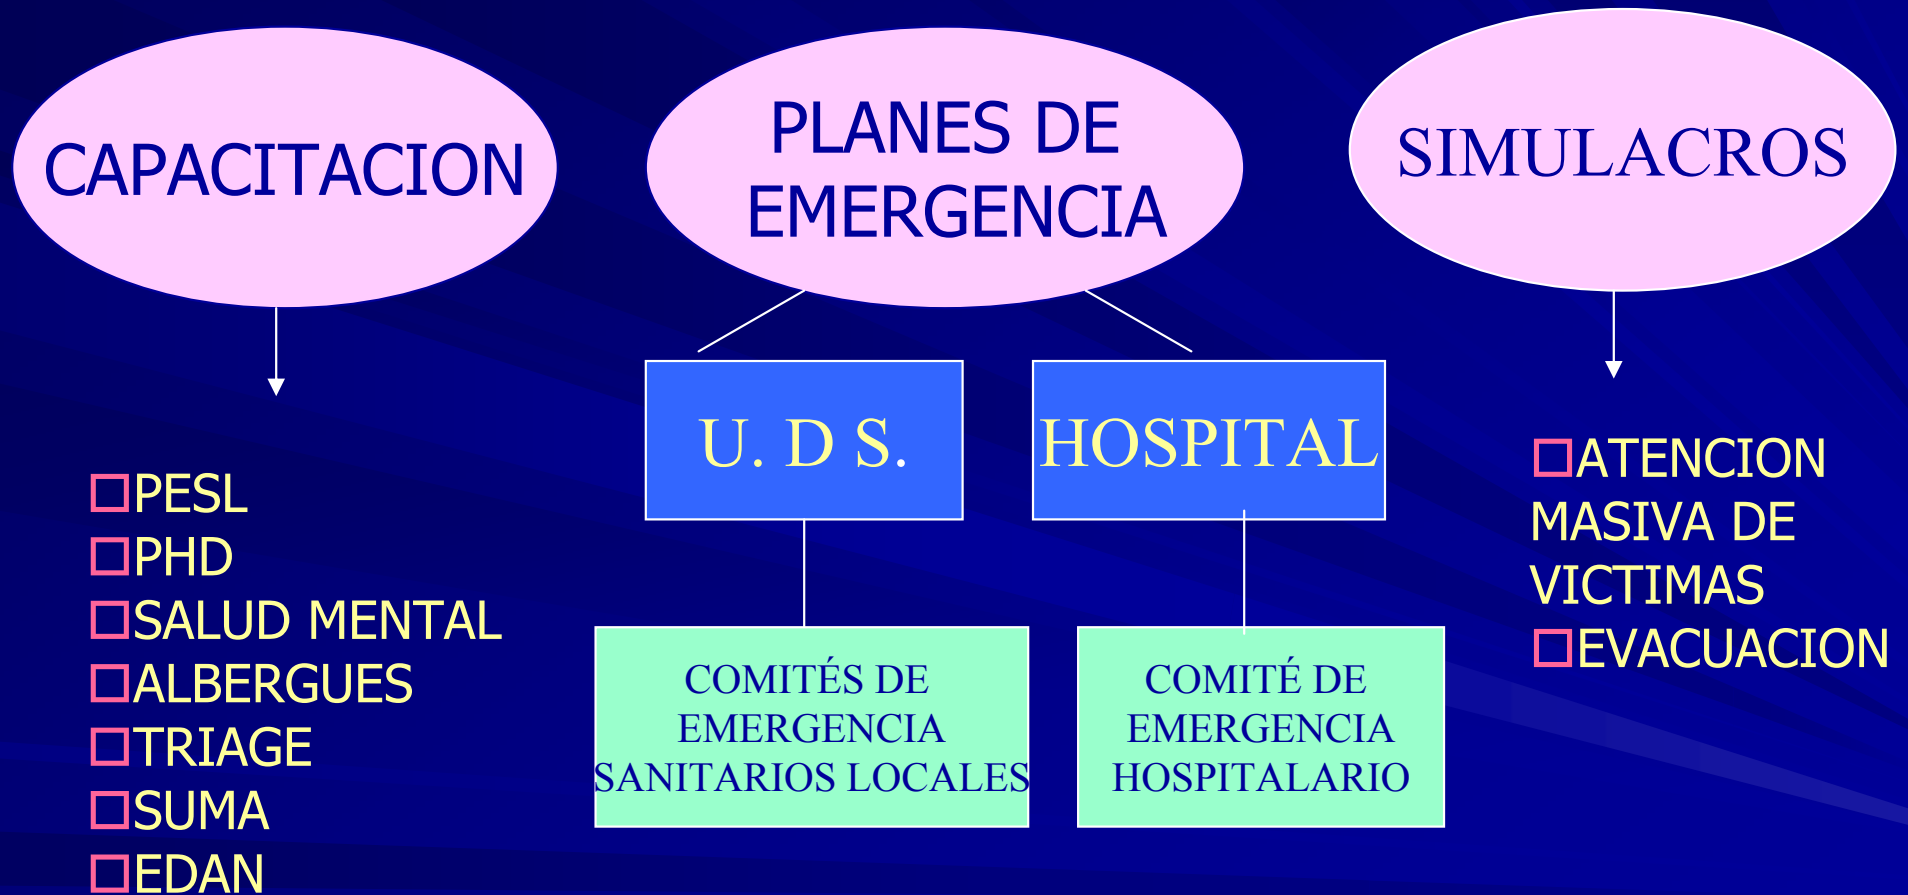 CAPACITACION
PLANES DE
EMERGENCIA
SIMULACROS
U. D S.
HOSPITAL
PESL
PHD
SALUD MENTAL
ALBERGUES
TRIAGE
SUMA
EDAN
COMITÉS DE
EMERGENCIA
SANITARIOS LOCALES
COMITÉ DE
EMERGENCIA
HOSPITALARIO
ATENCION
MASIVA DE
VICTIMAS
EVACUACION